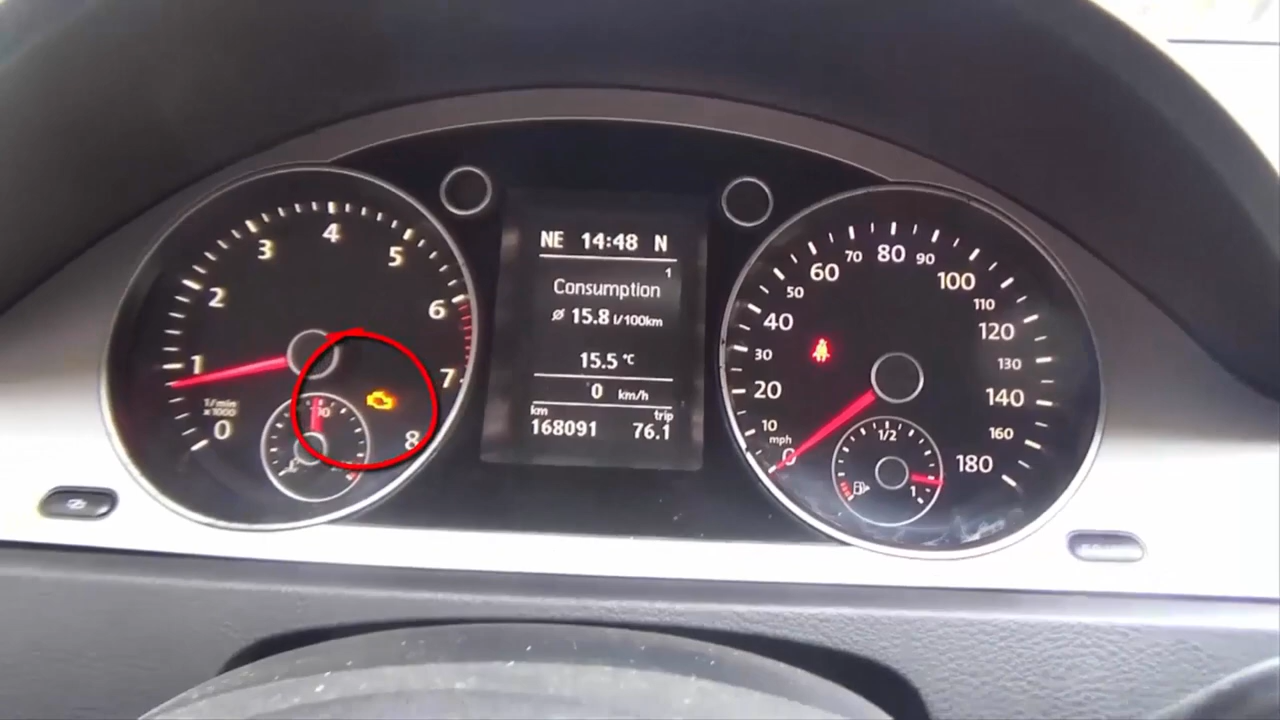 4
3
5
2
6
1
7
1/min
x1000
0
8
NE 14:48 N
1
Consumption
ø 15.8 l/100km
15.5 °C
0 km/h
km trip
168091 76.1
80
70 90
60 100
50 110
40 120
30 130
20 140
10 160
mph
0 180
1/2
1